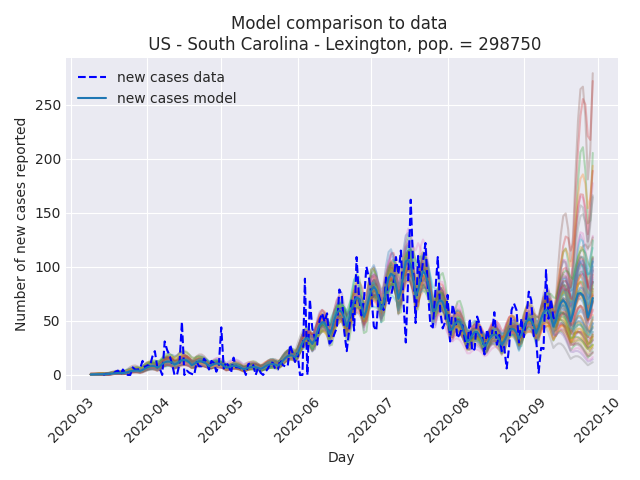 Model comparison to data
US - South Carolina - Lexington, pop. = 298750
new cases data
new cases model
Number of new cases reported
250
200
150
100
50
0
2020-03
2020-04
2020-05
2020-06
2020-07
2020-08
2020-09
2020-10
Day